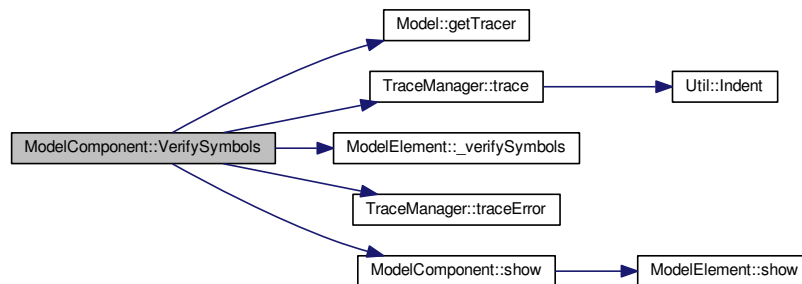 Model::getTracer
TraceManager::trace
Util::Indent
ModelComponent::VerifySymbols
ModelElement::_verifySymbols
TraceManager::traceError
ModelComponent::show
ModelElement::show